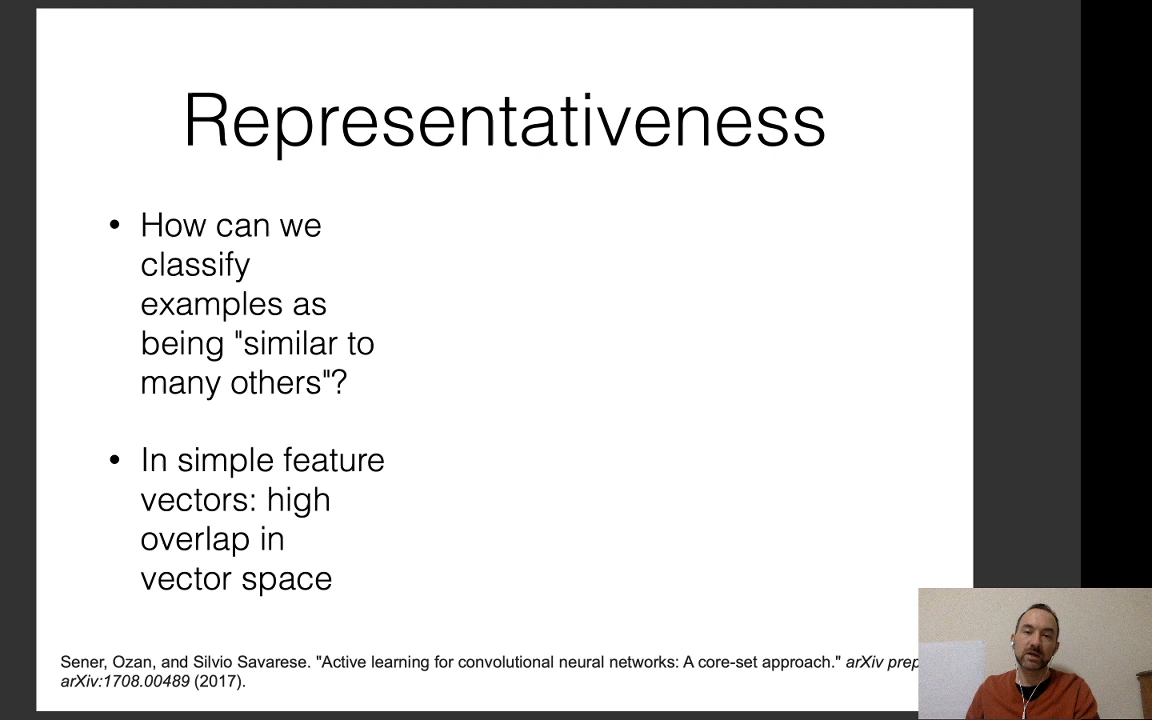 Representativeness
• How can we
classify
examples as
being "similar to
many others"?
• In simple feature
vectors: high
overlap in
vector space
Sener, Ozan, and Silvio Savarese. "Active learning for convolutional neural networks: A core-set approach." arXiv
arXiv:1708.00489 (2017).